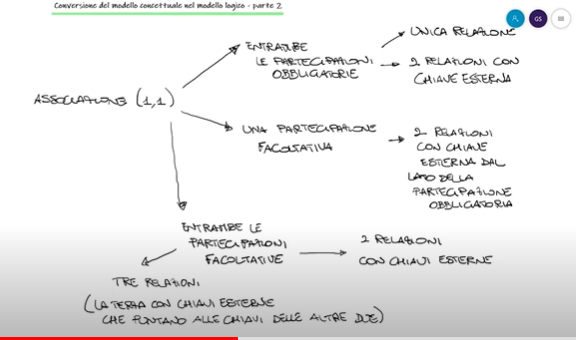 Conversione del modello concettuale nel modello logico - parte 2
GS
ASSOCIAZIONE (1,1)
ENTRAMBE
LE PARTECIPAZIONI
OBBLIGATORIE
UNICA RELAZIONE
2 RELAZIONI CON
CHIAVE ESTERNA
UNA PARTECIPAZIONE
FACOLTATIVA
2 RELAZIONI
CON CHIAVE
ESTERNA DAL
LATO DELLA
PARTECIPAZIONE
OBBLIGATORIA
ENTRAMBE LE
PARTECIPAZIONI
FACOLTATIVE
2 RELAZIONI
CON CHIAVI ESTERNE
TRE RELAZIONI
(LA TERZA CON CHIAVI ESTERNE
CHE PUNTANO ALLE CHIAVI DELLE ALTRE DUE)